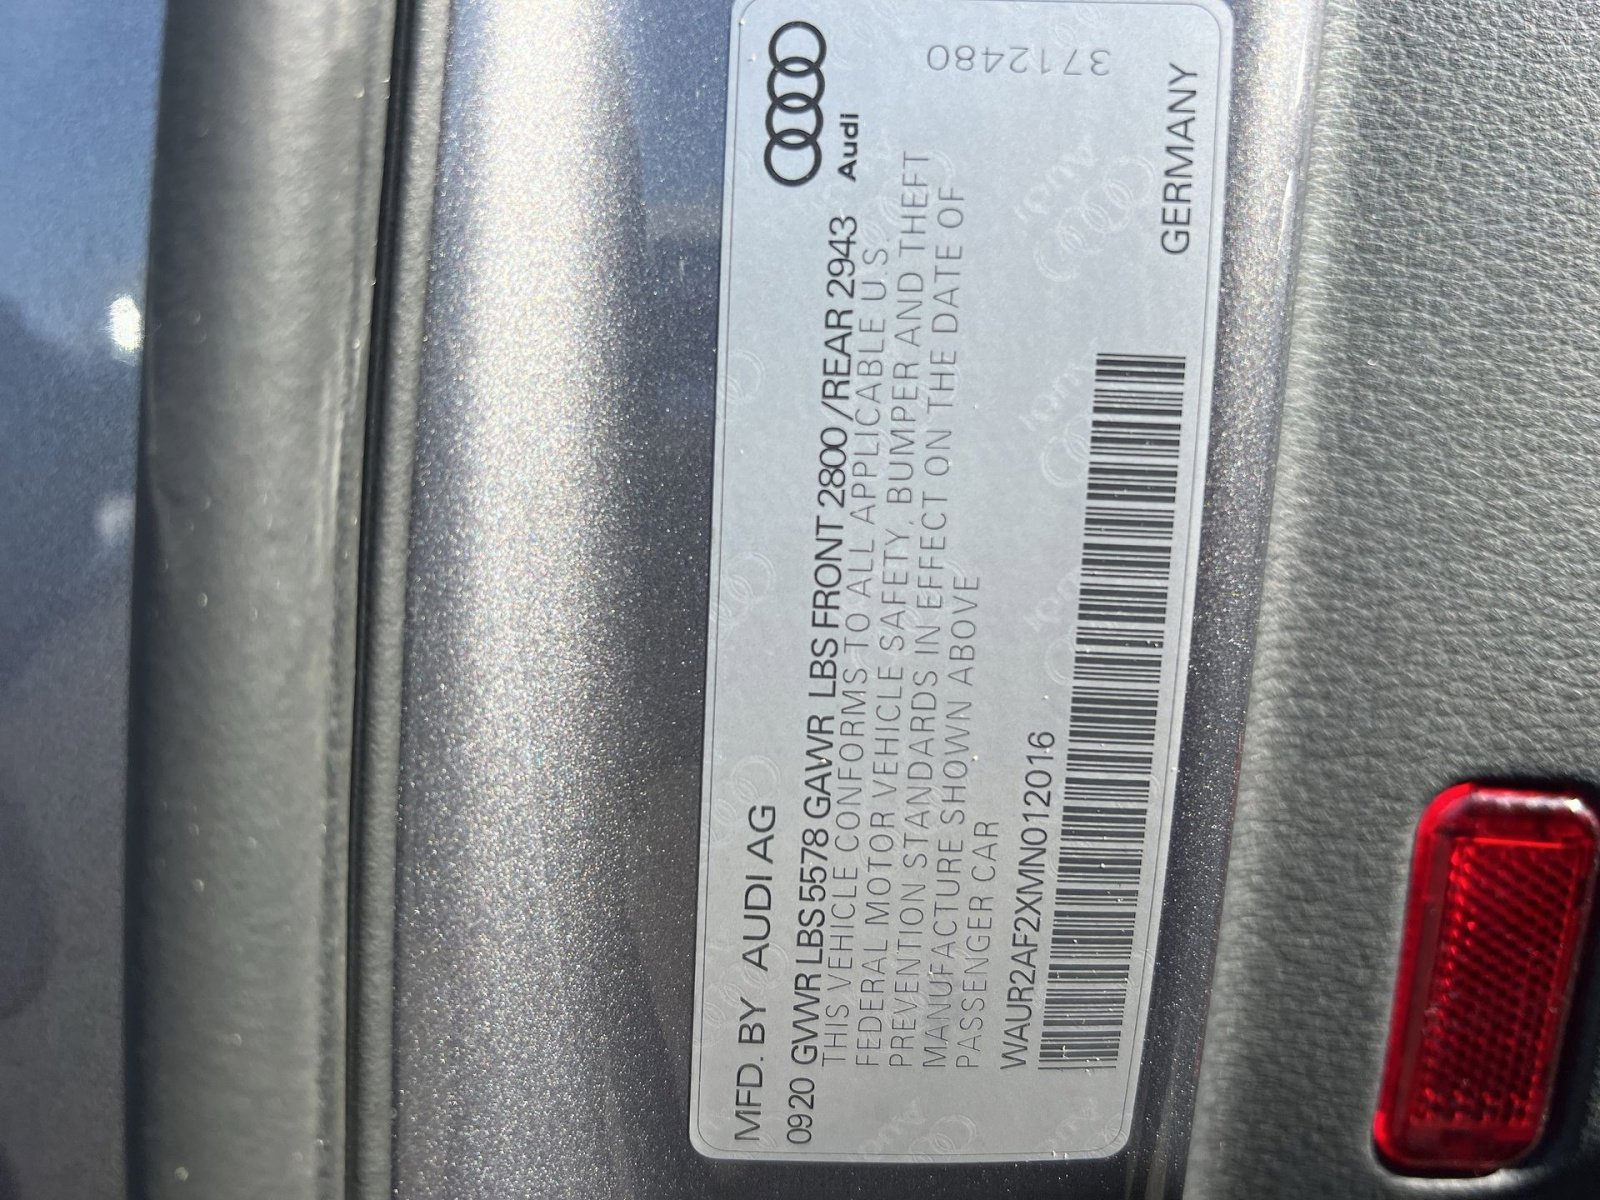 MFD. BY AUDI AG
Audi
0920 GVWR LBS 5578 GAWR LBS FRONT 2800/REAR 2943
THIS VEHICLE CONFORMS TO ALL APPLICABLE U.S.
FEDERAL MOTOR VEHICLE SAFETY, BUMPER AND THEFT
PREVENTION STANDARDS IN EFFECT ON THE DATE OF
MANUFACTURE SHOWN ABOVE
PASSENGER CAR
WAUR2AF2XMN012016
GERMANY
3712480